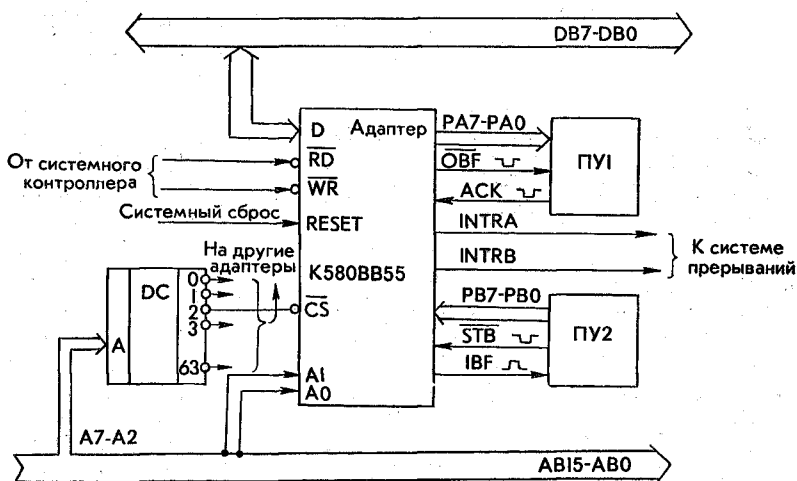 DB7-DB0
D
Адаптер
PA7-PA0
RD
OBF
ПУ1
От системного
контроллера
WR
ACK
Системный сброс
RESET
INTRA
К системе
прерываний
На другие
адаптеры
К580ВВ55
INTRB
DC
0
1
2
3
63
CS
PB7-PB0
STB
ПУ2
A
IBF
A1
A0
A7-A2
AB15-AB0